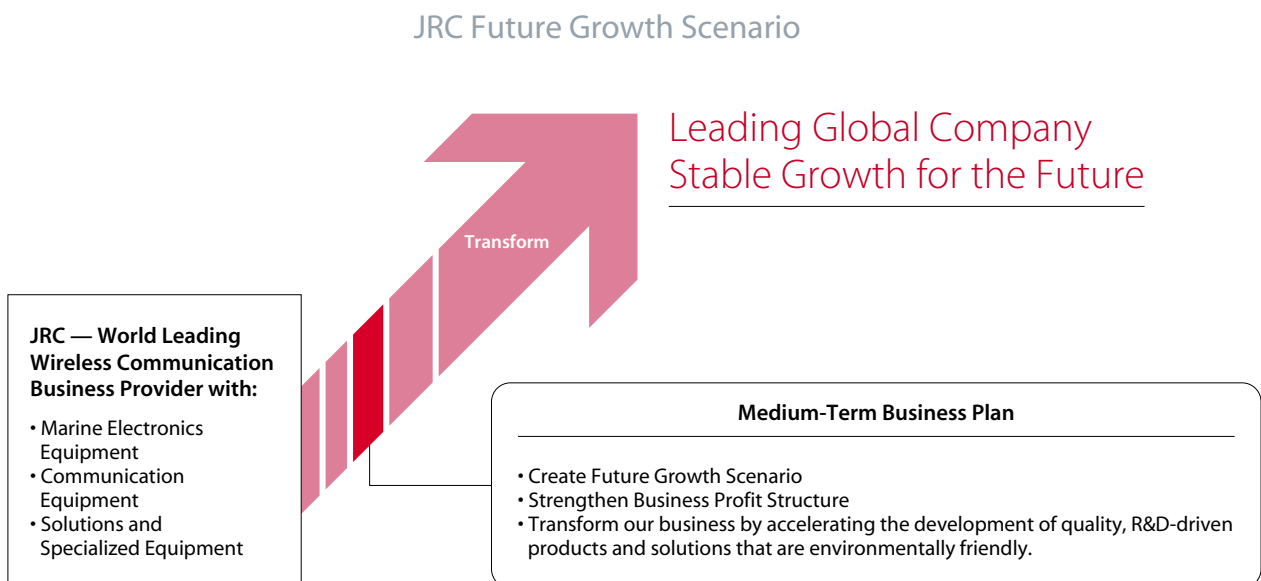 JRC Future Growth Scenario
Leading Global Company
Stable Growth for the Future
Transform
JRC — World Leading
Wireless Communication
Business Provider with:
• Marine Electronics
Equipment
• Communication
Equipment
• Solutions and
Specialized Equipment
Medium-Term Business Plan
• Create Future Growth Scenario
• Strengthen Business Profit Structure
• Transform our business by accelerating the development of quality, R&D-driven
products and solutions that are environmentally friendly.